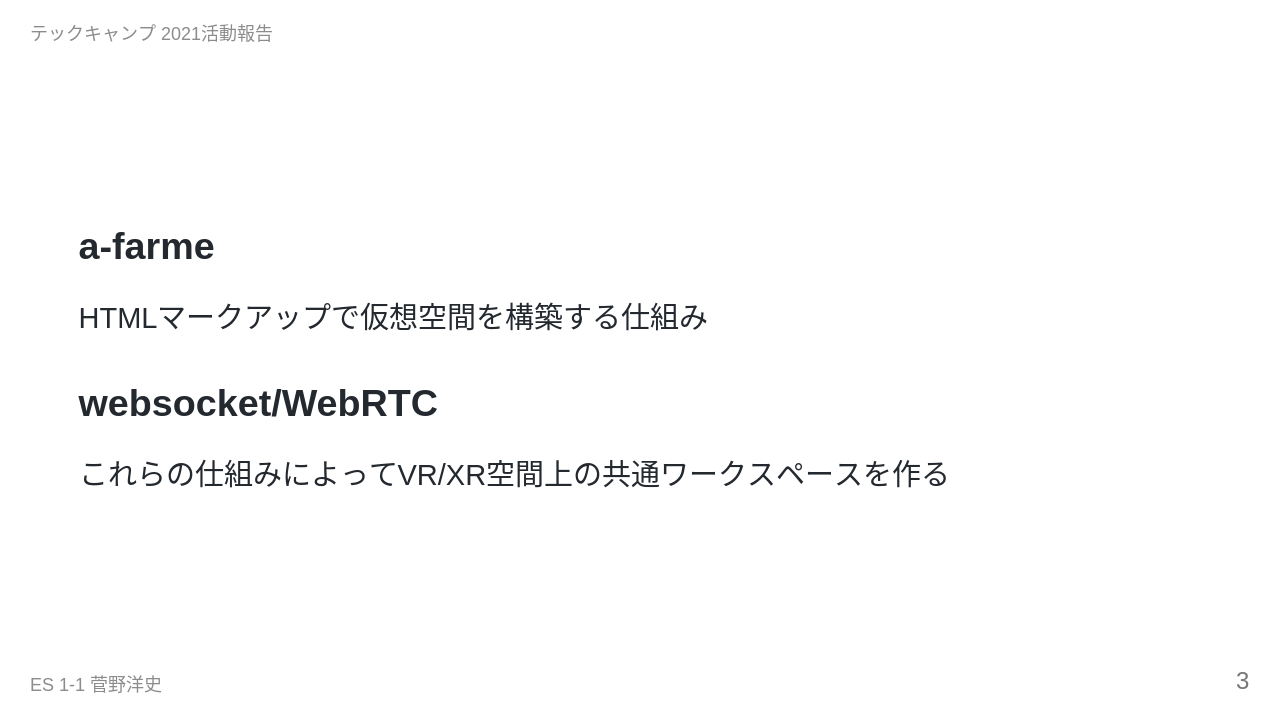 テックキャンプ 2021活動報告
a-farme
HTMLマークアップで仮想空間を構築する仕組み
websocket/WebRTC
これらの仕組みによってVR/XR空間上の共通ワークスペースを作る
ES 1-1 菅野洋史
3